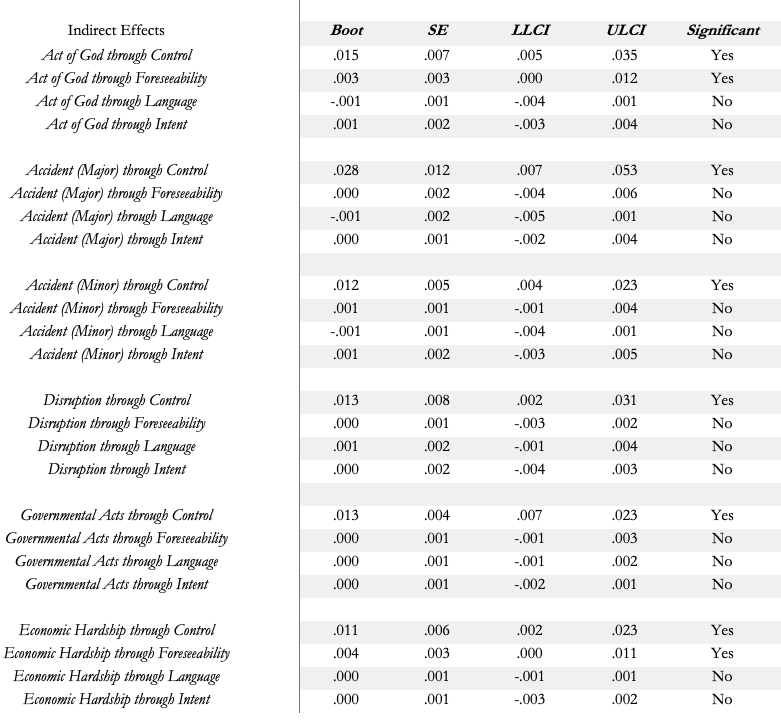 Indirect Effects Boot SE LLCI ULCI Significant
Act of God through Control .015 .007 .005 .035 Yes
Act of God through Foreseeability .003 .003 .000 .012 Yes
Act of God through Language -.001 .001 -.004 .001 No
Act of God through Intent .001 .002 -.003 .004 No
Accident (Major) through Control .028 .012 .007 .053 Yes
Accident (Major) through Foreseeability .000 .002 -.004 .006 No
Accident (Major) through Language -.001 .002 -.005 .001 No
Accident (Major) through Intent .000 .001 -.002 .004 No
Accident (Minor) through Control .012 .005 .004 .023 Yes
Accident (Minor) through Foreseeability .001 .001 -.001 .004 No
Accident (Minor) through Language -.001 .001 -.004 .001 No
Accident (Minor) through Intent .001 .002 -.003 .005 No
Disruption through Control .013 .008 .002 .031 Yes
Disruption through Foreseeability .000 .001 -.003 .002 No
Disruption through Language .001 .002 -.001 .004 No
Disruption through Intent .000 .002 -.004 .003 No
Governmental Acts through Control .013 .004 .007 .023 Yes
Governmental Acts through Foreseeability .000 .001 -.001 .003 No
Governmental Acts through Language .000 .001 -.001 .002 No
Governmental Acts through Intent .000 .001 -.002 .001 No
Economic Hardship through Control .011 .006 .002 .023 Yes
Economic Hardship through Foreseeability .004 .003 .000 .011 Yes
Economic Hardship through Language .000 .001 -.001 .001 No
Economic Hardship through Intent .000 .001 -.003 .002 No